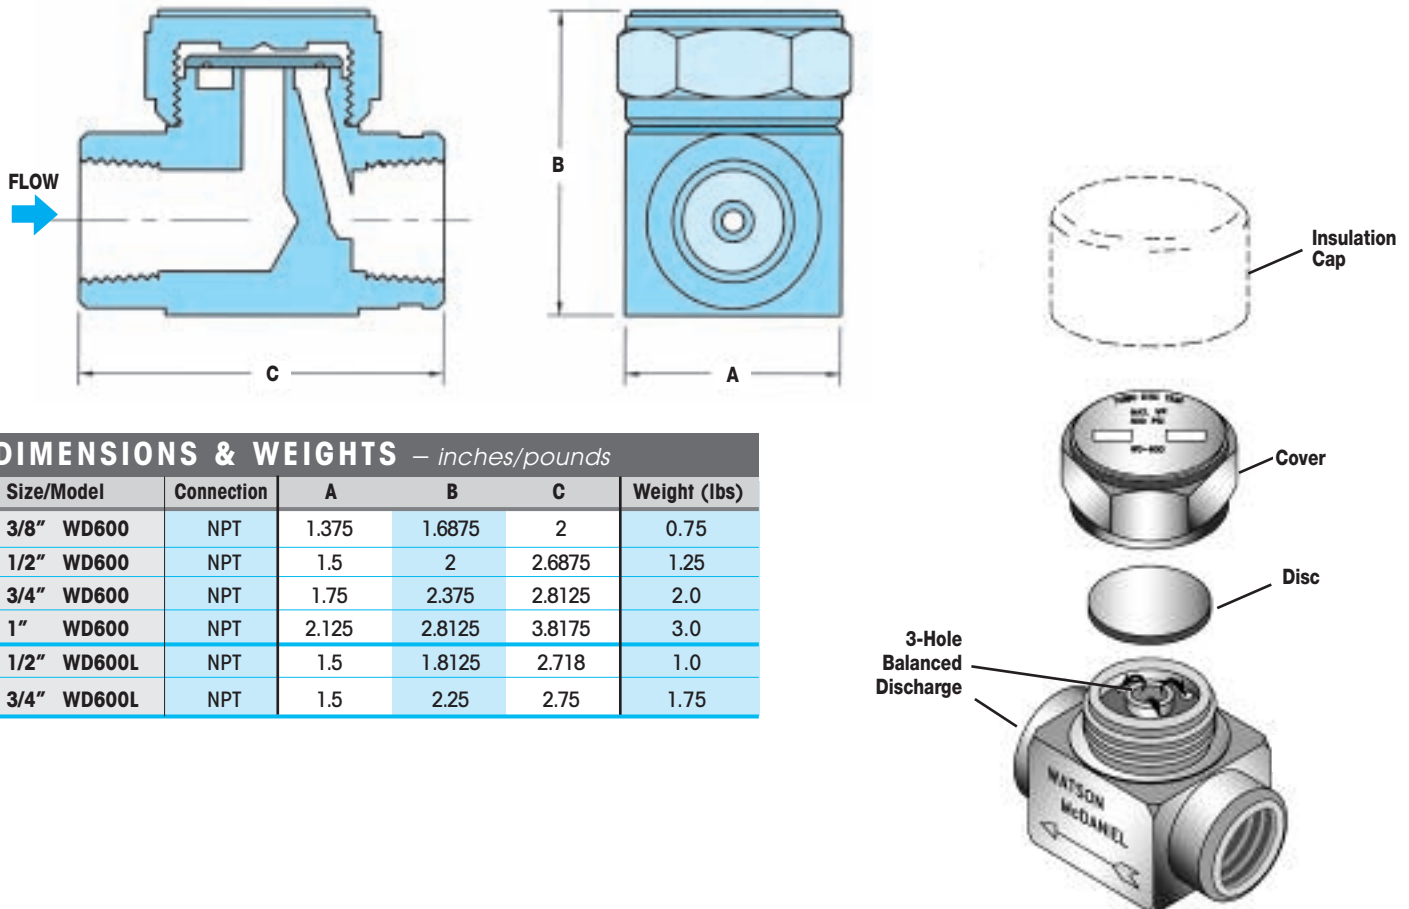 FLOW
B
C
A
DIMENSIONS & WEIGHTS – inches/pounds
Size/Model Connection A B C Weight (lbs)
3/8" WD600 NPT 1.375 1.6875 2 0.75
1/2" WD600 NPT 1.5 2 2.6875 1.25
3/4" WD600 NPT 1.75 2.375 2.8125 2.0
1" WD600 NPT 2.125 2.8125 3.8175 3.0
1/2" WD600L NPT 1.5 1.8125 2.718 1.0
3/4" WD600L NPT 1.5 2.25 2.75 1.75
Insulation
Cap
WD-600
Cover
Disc
3-Hole
Balanced
Discharge
WATSON
McDANIEL